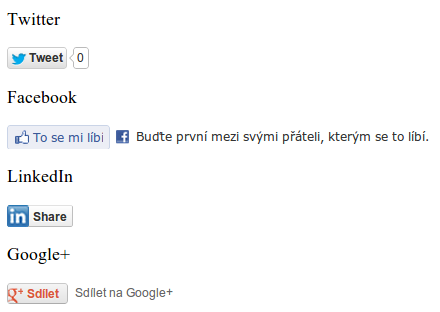 Twitter
Tweet 0
Facebook
To se mi líbi Buďte první mezi svými přáteli, kterým se to líbí.
LinkedIn
in Share
Google+
g+ Sdílet Sdílet na Google+